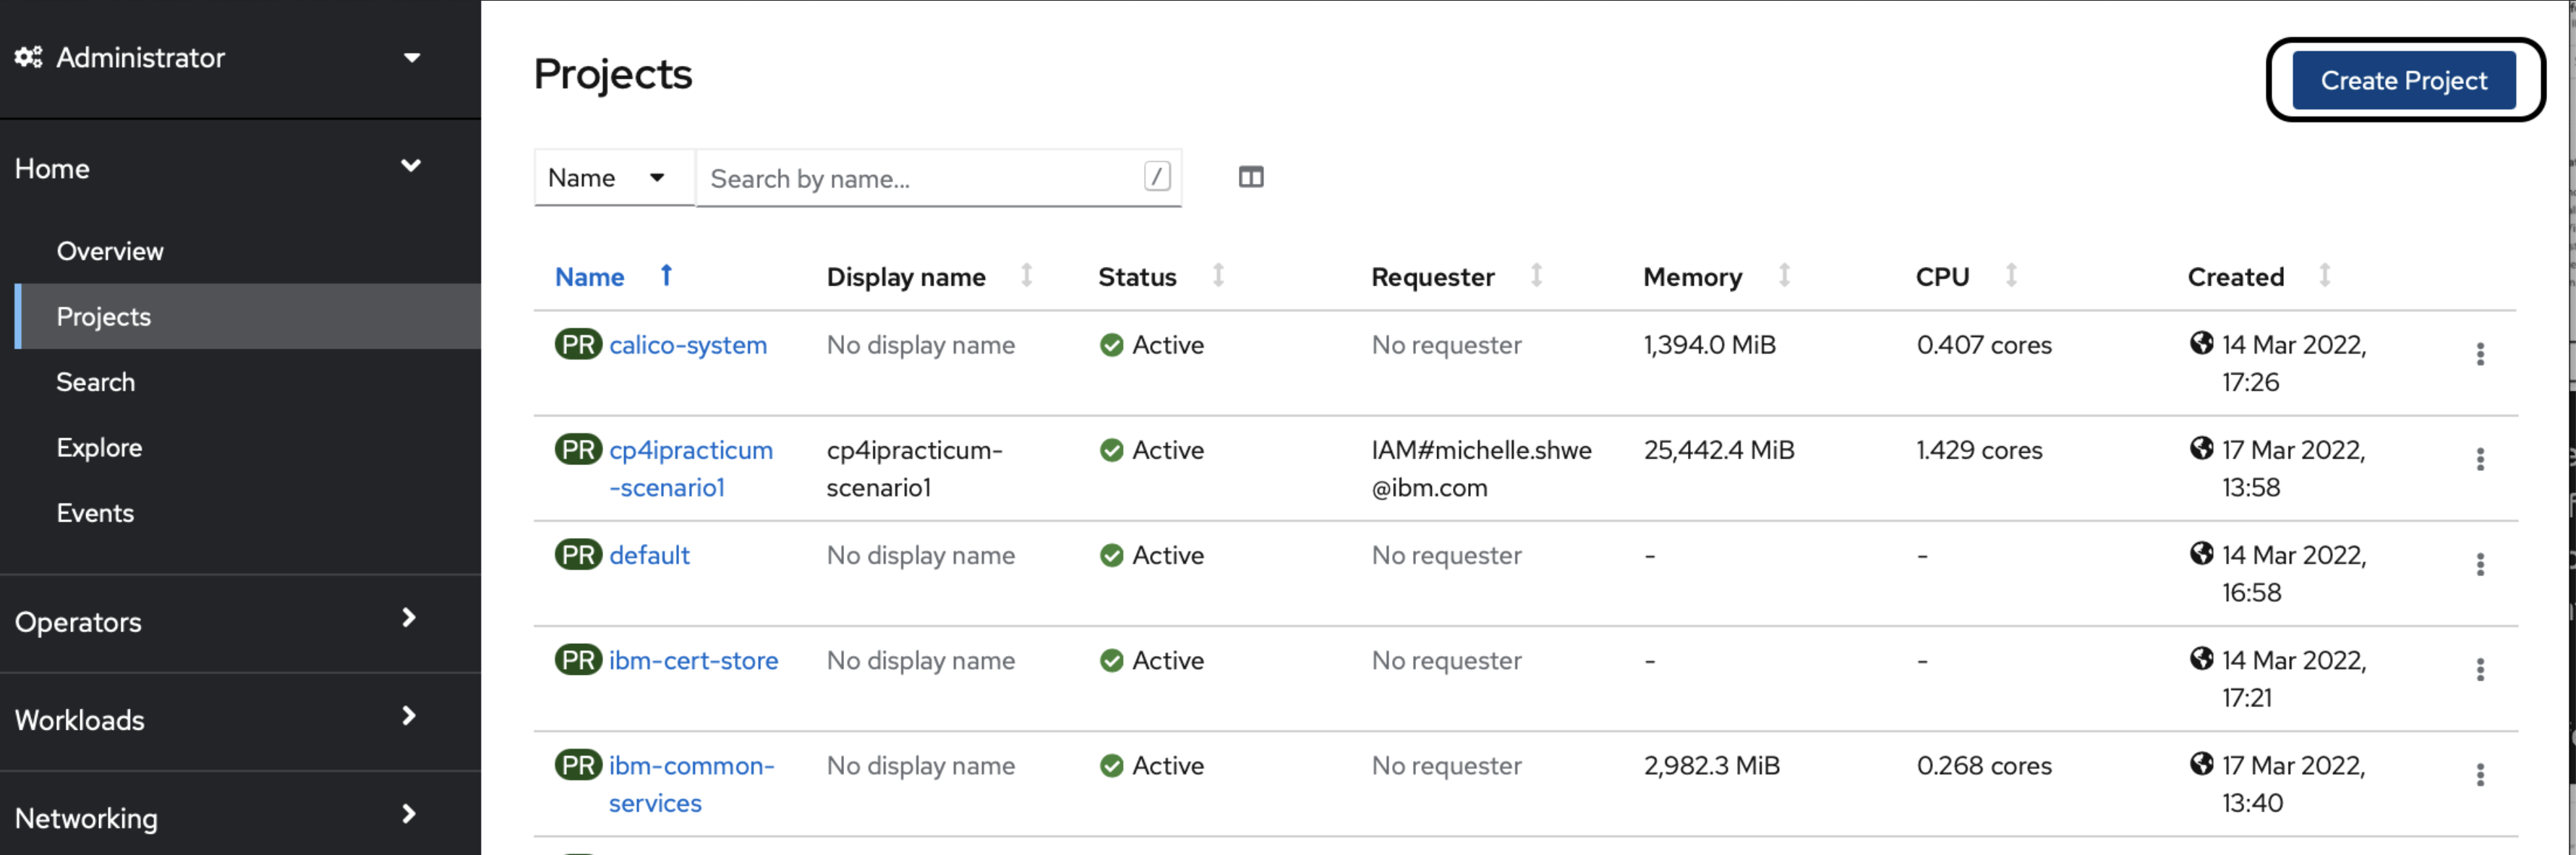 Administrator
Home
Overview
Projects
Search
Explore
Events
Operators
Workloads
Networking
Projects
Create Project
Name
Search by name...
/
Name Display name Status Requester Memory CPU Created
PR calico-system No display name Active No requester 1,394.0 MiB 0.407 cores 14 Mar 2022,
17:26
PR cp4ipracticum cp4ipracticum- Active IAM#michelle.shwe 25,442.4 MiB 1.429 cores 17 Mar 2022,
-scenario1 scenario1 @ibm.com 13:58
PR default No display name Active No requester - - 14 Mar 2022,
16:58
PR ibm-cert-store No display name Active No requester - - 14 Mar 2022,
17:21
PR ibm-common- No display name Active No requester 2,982.3 MiB 0.268 cores 17 Mar 2022,
services 13:40